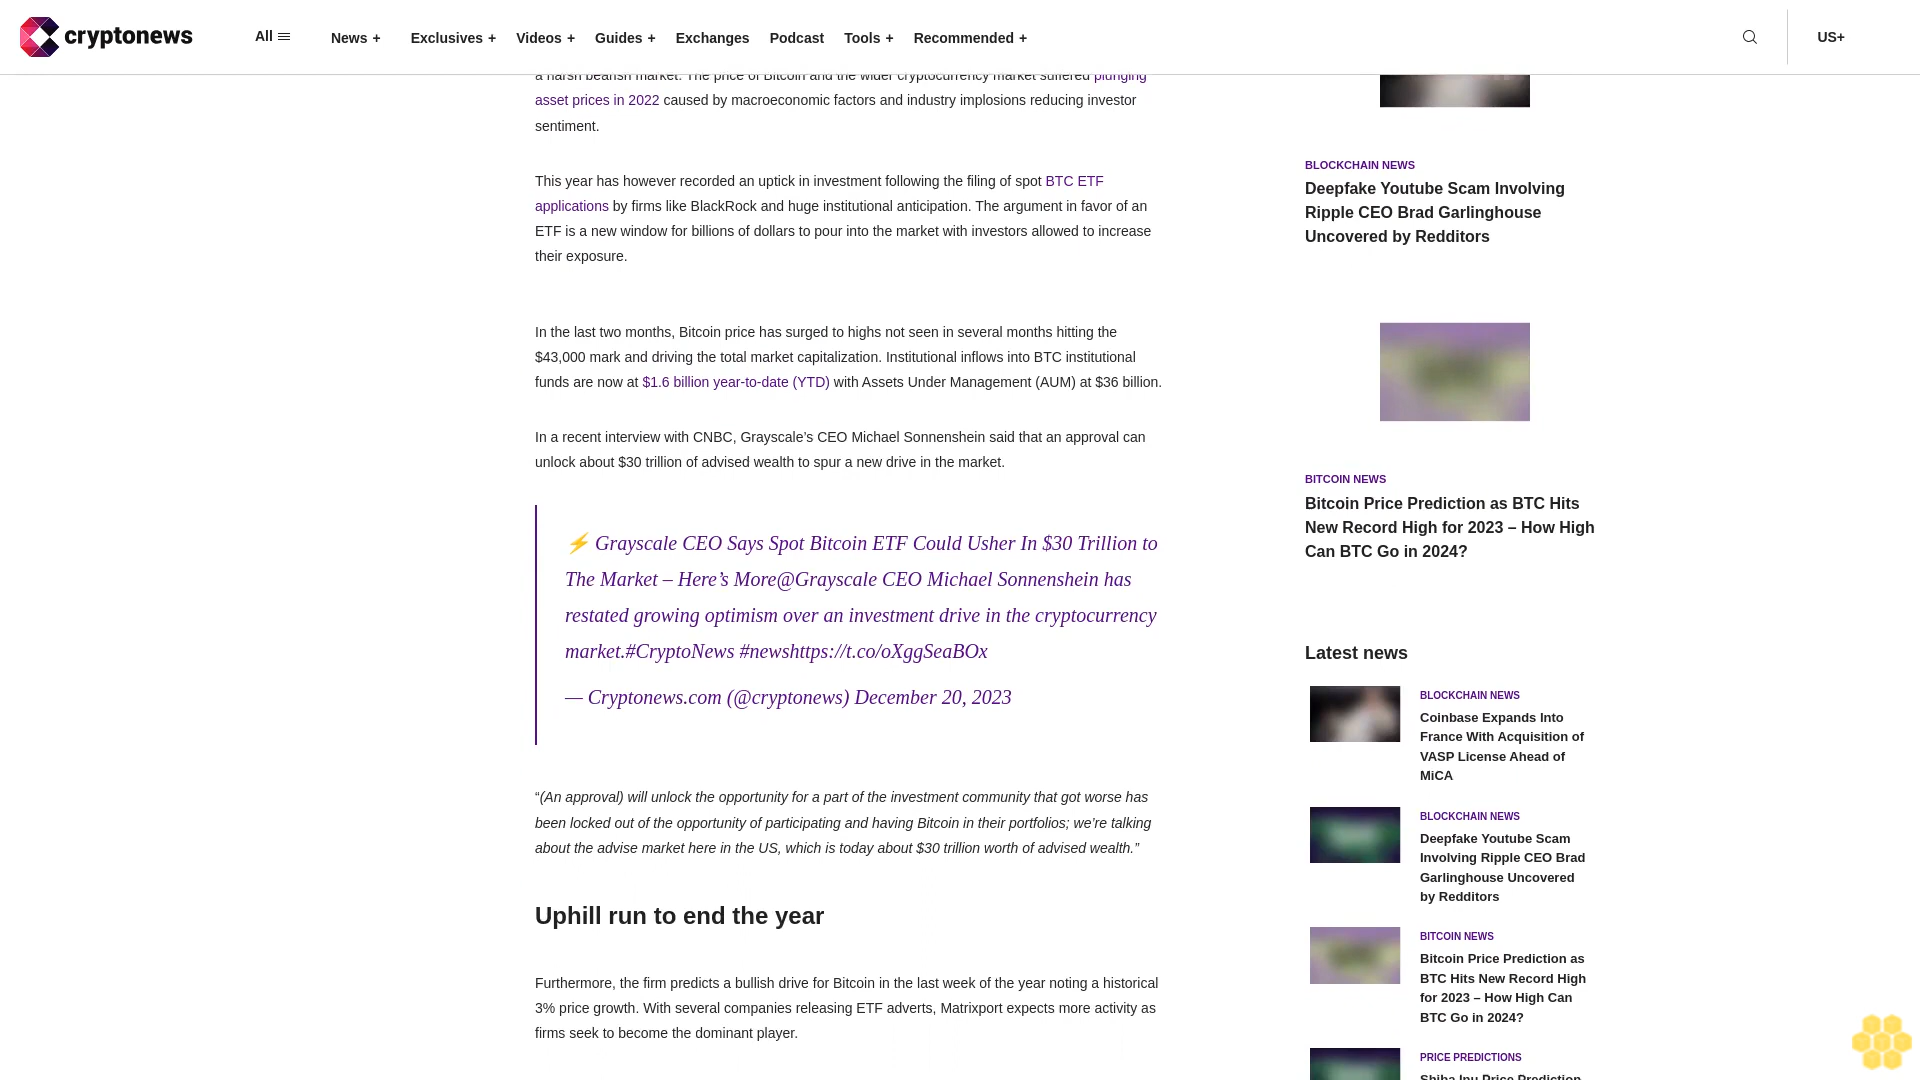 cryptonews
All
News +
Exclusives +
Videos +
Guides +
Exchanges
Podcast
Tools +
Recommended +
US+
a harsh bearish market. The price of Bitcoin and the wider cryptocurrency market suffered plunging
asset prices in 2022 caused by macroeconomic factors and industry implosions reducing investor
sentiment.
This year has however recorded an uptick in investment following the filing of spot BTC ETF
applications by firms like BlackRock and huge institutional anticipation. The argument in favor of an
ETF is a new window for billions of dollars to pour into the market with investors allowed to increase
their exposure.
In the last two months, Bitcoin price has surged to highs not seen in several months hitting the
$43,000 mark and driving the total market capitalization. Institutional inflows into BTC institutional
funds are now at $1.6 billion year-to-date (YTD) with Assets Under Management (AUM) at $36 billion.
In a recent interview with CNBC, Grayscale’s CEO Michael Sonnenshein said that an approval can
unlock about $30 trillion of advised wealth to spur a new drive in the market.
⚡ Grayscale CEO Says Spot Bitcoin ETF Could Usher In $30 Trillion to
The Market – Here’s More@Grayscale CEO Michael Sonnenshein has
restated growing optimism over an investment drive in the cryptocurrency
market.#CryptoNews #newshttps://t.co/oXggSeaBOx
— Cryptonews.com (@cryptonews) December 20, 2023
“(An approval) will unlock the opportunity for a part of the investment community that got worse has
been locked out of the opportunity of participating and having Bitcoin in their portfolios; we’re talking
about the advise market here in the US, which is today about $30 trillion worth of advised wealth.”
Uphill run to end the year
Furthermore, the firm predicts a bullish drive for Bitcoin in the last week of the year noting a historical
3% price growth. With several companies releasing ETF adverts, Matrixport expects more activity as
firms seek to become the dominant player.
BLOCKCHAIN NEWS
Deepfake Youtube Scam Involving
Ripple CEO Brad Garlinghouse
Uncovered by Redditors
BITCOIN NEWS
Bitcoin Price Prediction as BTC Hits
New Record High for 2023 – How High
Can BTC Go in 2024?
Latest news
BLOCKCHAIN NEWS
Coinbase Expands Into
France With Acquisition of
VASP License Ahead of
MiCA
BLOCKCHAIN NEWS
Deepfake Youtube Scam
Involving Ripple CEO Brad
Garlinghouse Uncovered
by Redditors
BITCOIN NEWS
Bitcoin Price Prediction as
BTC Hits New Record High
for 2023 – How High Can
BTC Go in 2024?
PRICE PREDICTIONS
Shiba Inu Price Prediction